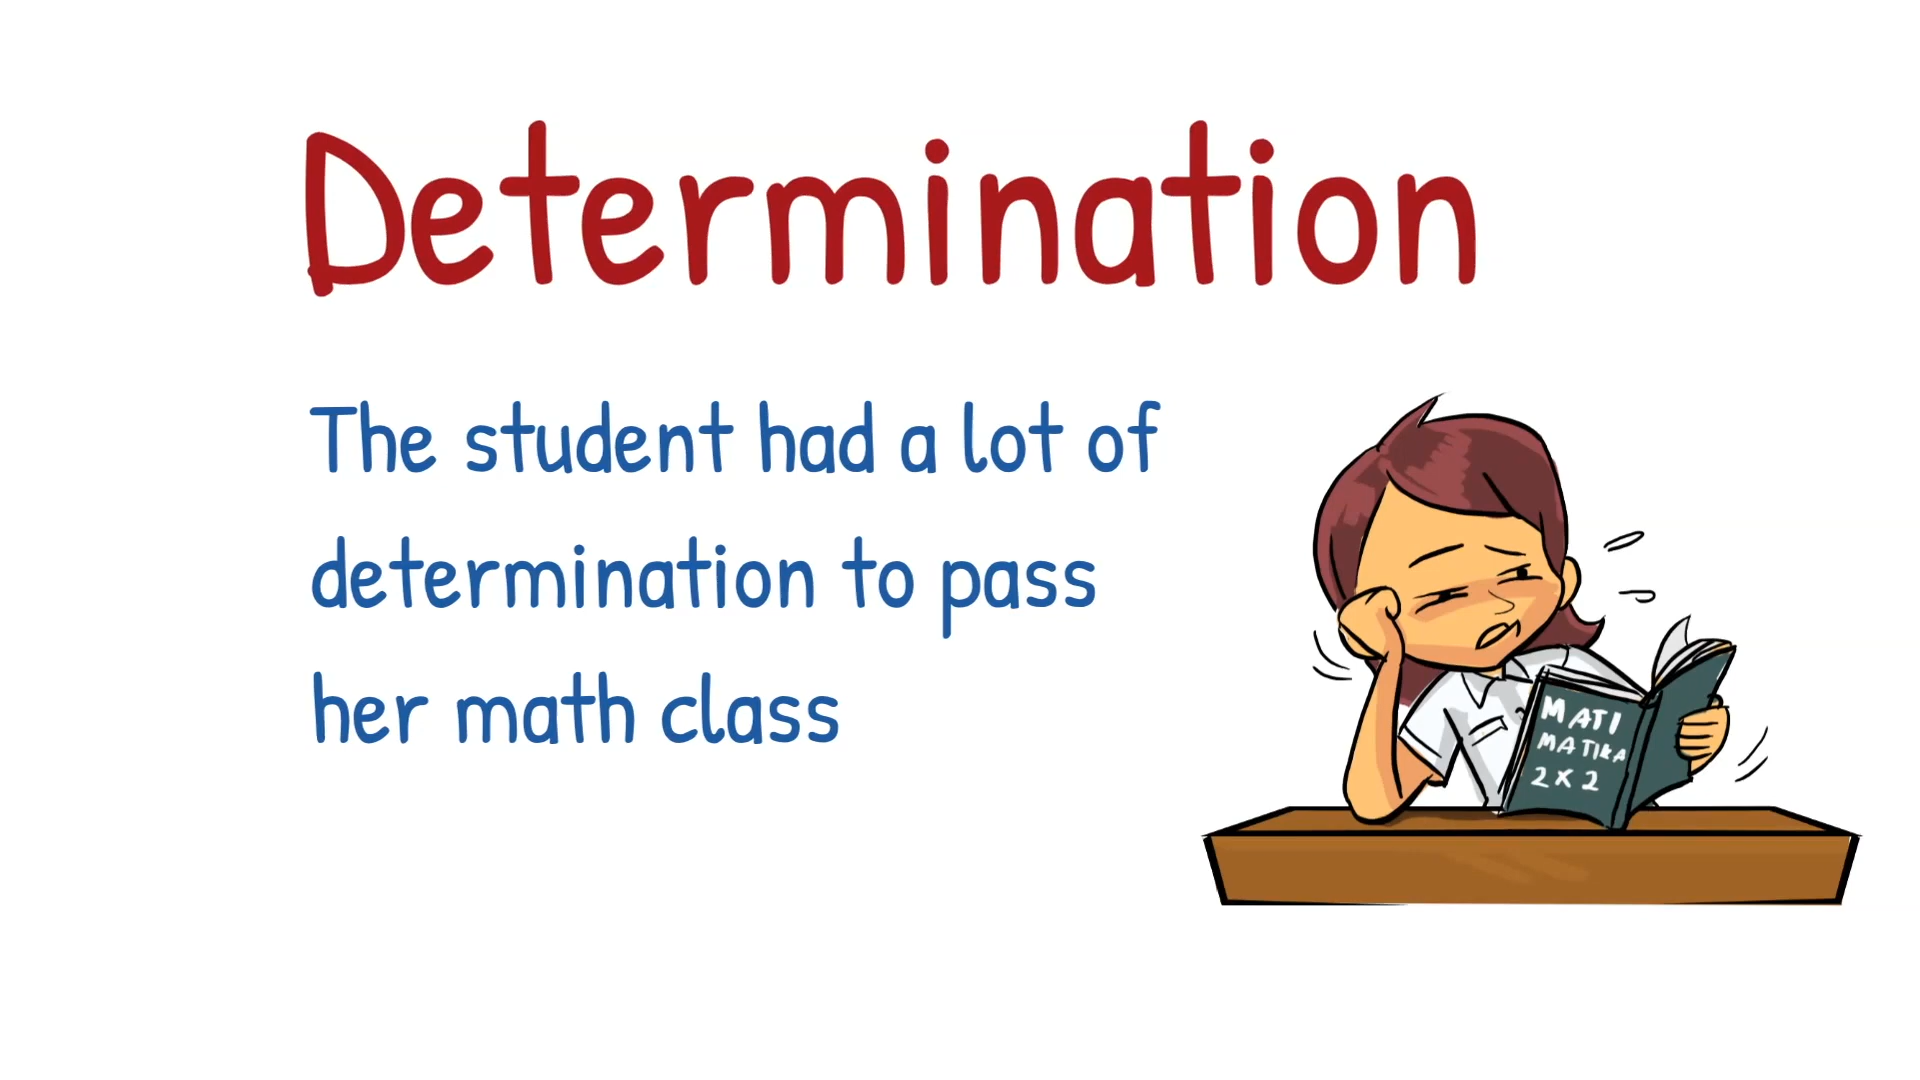 Determination
The student had a lot of
determination to pass
her math class
MATI
MATIKA
2X2